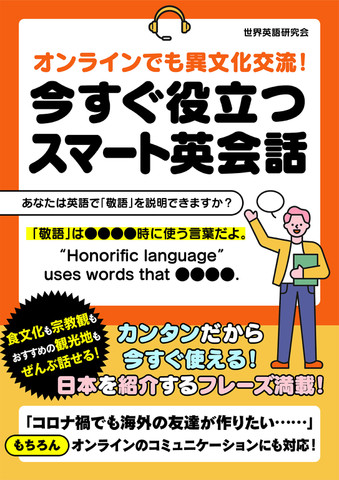 世界英語研究会
オンラインでも異文化交流！
今すぐ役立つ
スマート英会話
あなたは英語で「敬語」を説明できますか？
「敬語」は●●●●時に使う言葉だよ。
“Honorific language”
uses words that ●●●●.
食文化も宗教観も
おすすめの観光地も
ぜんぶ話せる！
カンタンだから
今すぐ使える！
日本を紹介するフレーズ満載！
「コロナ禍でも海外の友達が作りたい……」
もちろん オンラインのコミュニケーションにも対応！